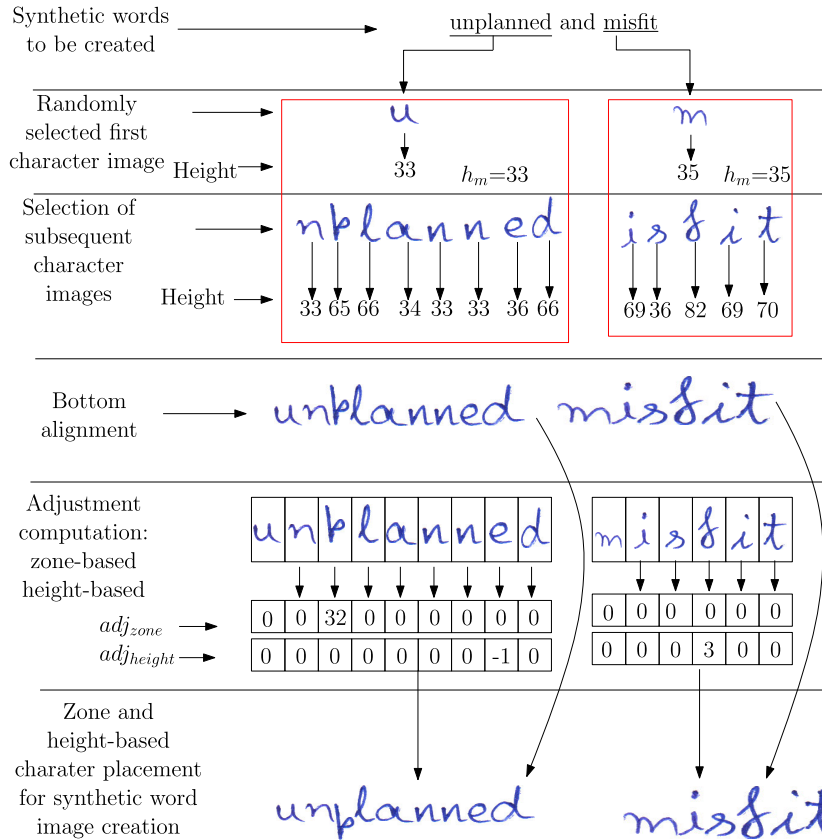 Synthetic words
to be created
unplanned and misfit
Randomly
selected first
character image
u
m
Height
33
h_m=33
35
h_m=35
Selection of
subsequent
character
images
n p l a n n e d
i s f i t
Height
33 65 66 34 33 33 36 66
69 36 82 69 70
Bottom
alignment
unplanned
misfit
Adjustment
computation:
zone-based
height-based
u n p l a n n e d
m i s f i t
adj_zone
0 0 32 0 0 0 0 0 0
0 0 0 0 0 0
adj_height
0 0 0 0 0 0 0 -1 0
0 0 0 3 0 0
Zone and
height-based
charater placement
for synthetic word
image creation
unplanned
misfit